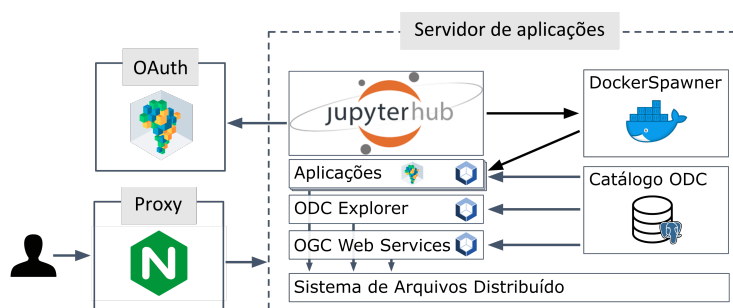 Servidor de aplicações
OAuth
jupyterhub
DockerSpawner
Aplicações
Catálogo ODC
Proxy
ODC Explorer
OGC Web Services
N
Sistema de Arquivos Distribuído